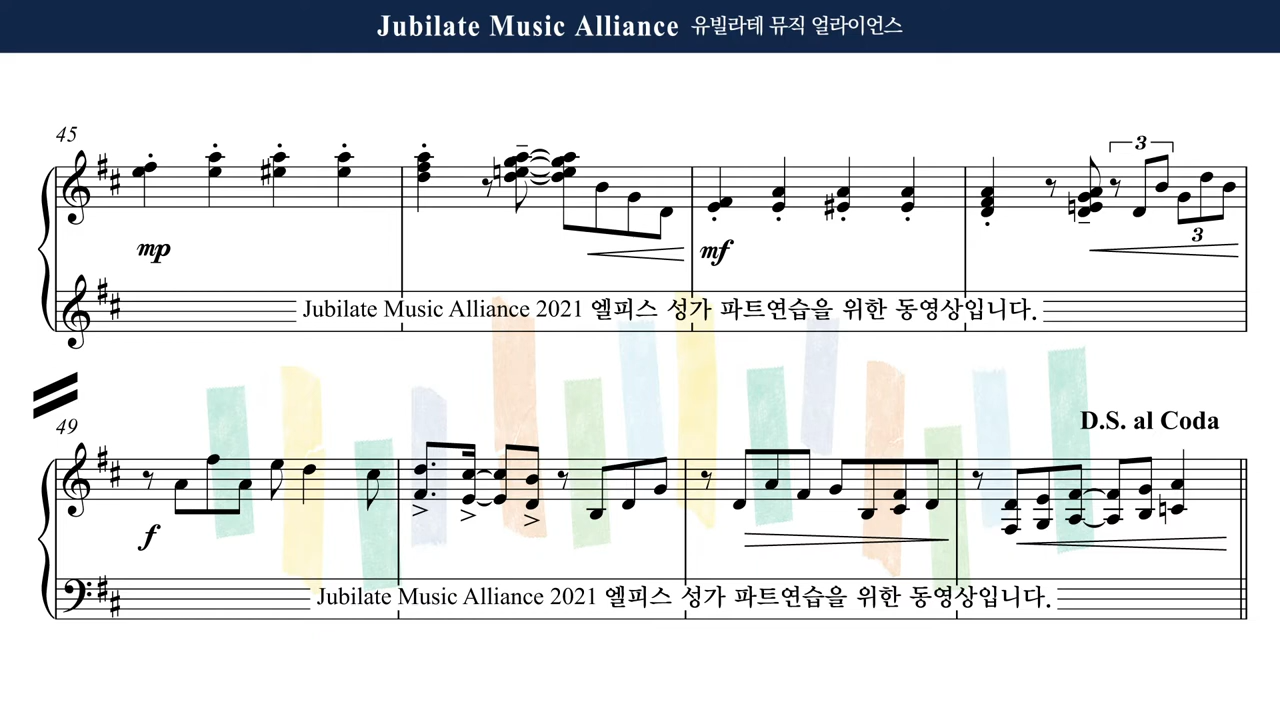 Jubilate Music Alliance 유빌라테 뮤직 얼라이언스
45
3
mp
mf
3
Jubilate Music Alliance 2021 엘피스 성가 파트연습을 위한 동영상입니다.
49
D.S. al Coda
f
Jubilate Music Alliance 2021 엘피스 성가 파트연습을 위한 동영상입니다.